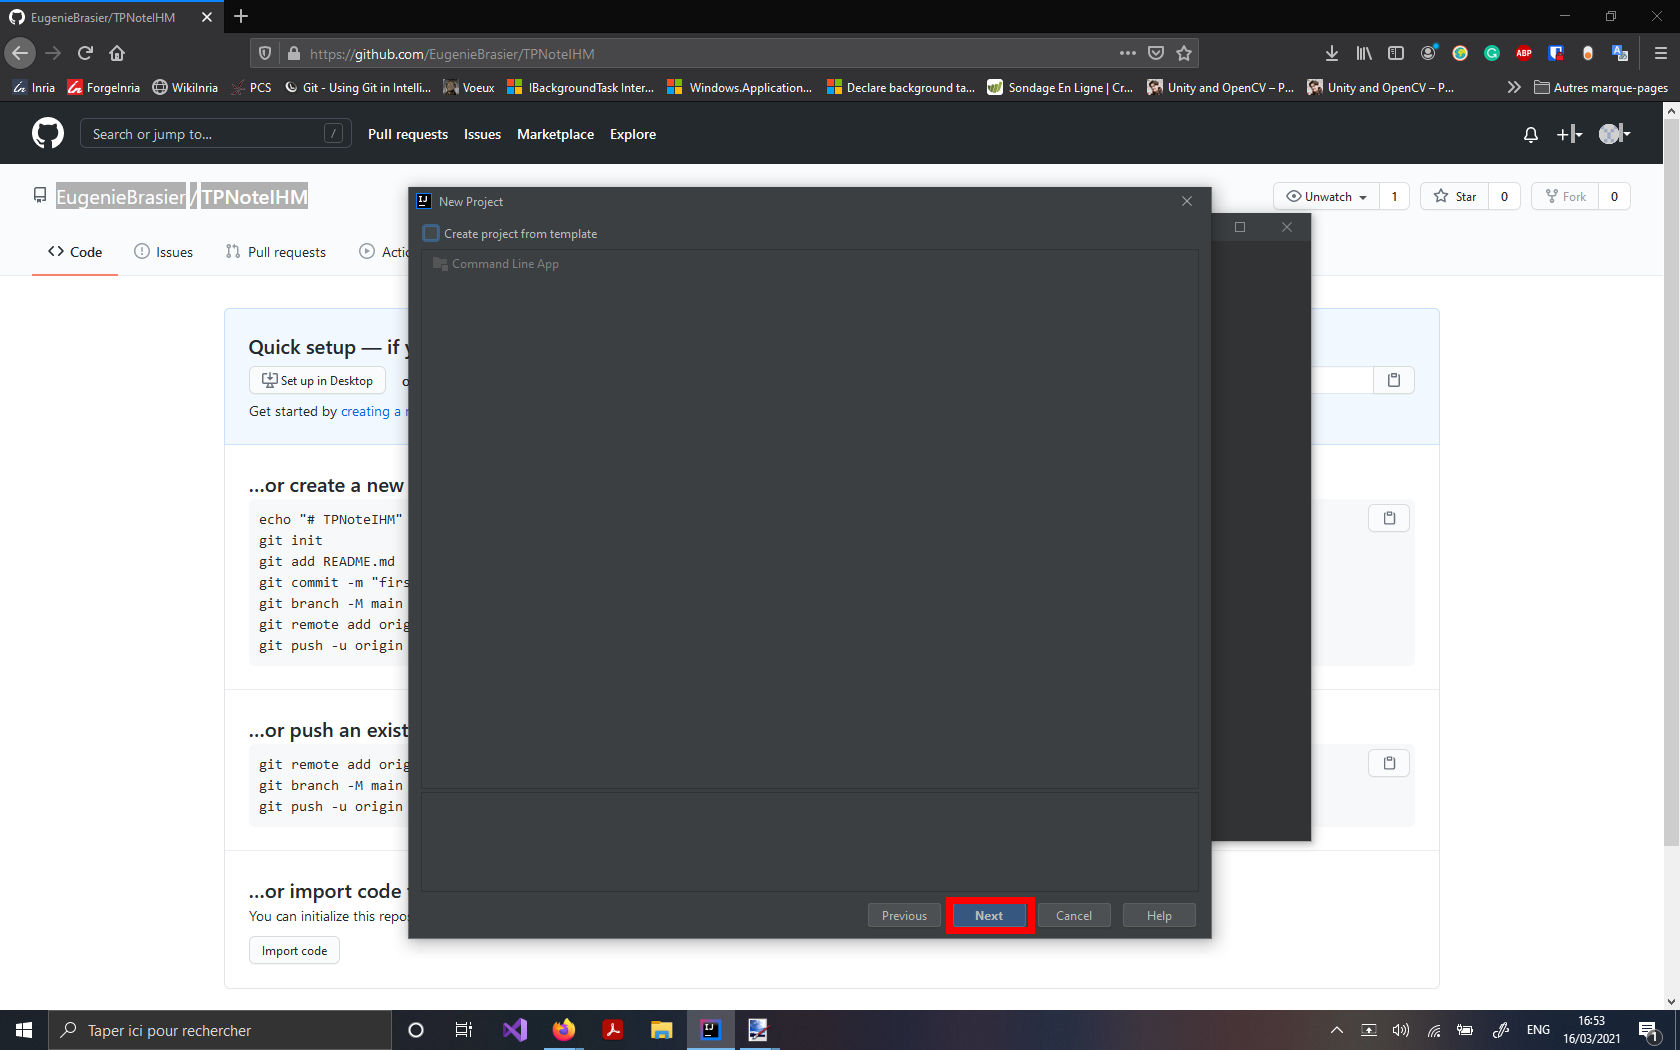 EugenieBrasier/TPNoteIHM
https://github.com/EugenieBrasier/TPNoteIHM
ABP
Inria
ForgeInria
WikiInria
PCS
Git - Using Git in Intelli...
Voeux
IBackgroundTask Inter...
Windows.Application...
Declare background ta...
Sondage En Ligne | Cr...
Unity and OpenCV – P...
Unity and OpenCV – P...
Autres marque-pages
Search or jump to...
/
Pull requests
Issues
Marketplace
Explore
EugenieBrasier / TPNoteIHM
Unwatch
1
Star
0
Fork
0
Code
Issues
Pull requests
Actio
IJ
New Project
Create project from template
Command Line App
Previous
Next
Cancel
Help
Quick setup — if y
Set up in Desktop
o
Get started by creating a n
...or create a new
echo "# TPNoteIHM"
git init
git add README.md
git commit -m "firs
git branch -M main
git remote add orig
git push -u origin
...or push an exist
git remote add orig
git branch -M main
git push -u origin
...or import code
You can initialize this repos
Import code
Taper ici pour rechercher
IJ
ENG
16:53
16/03/2021
1